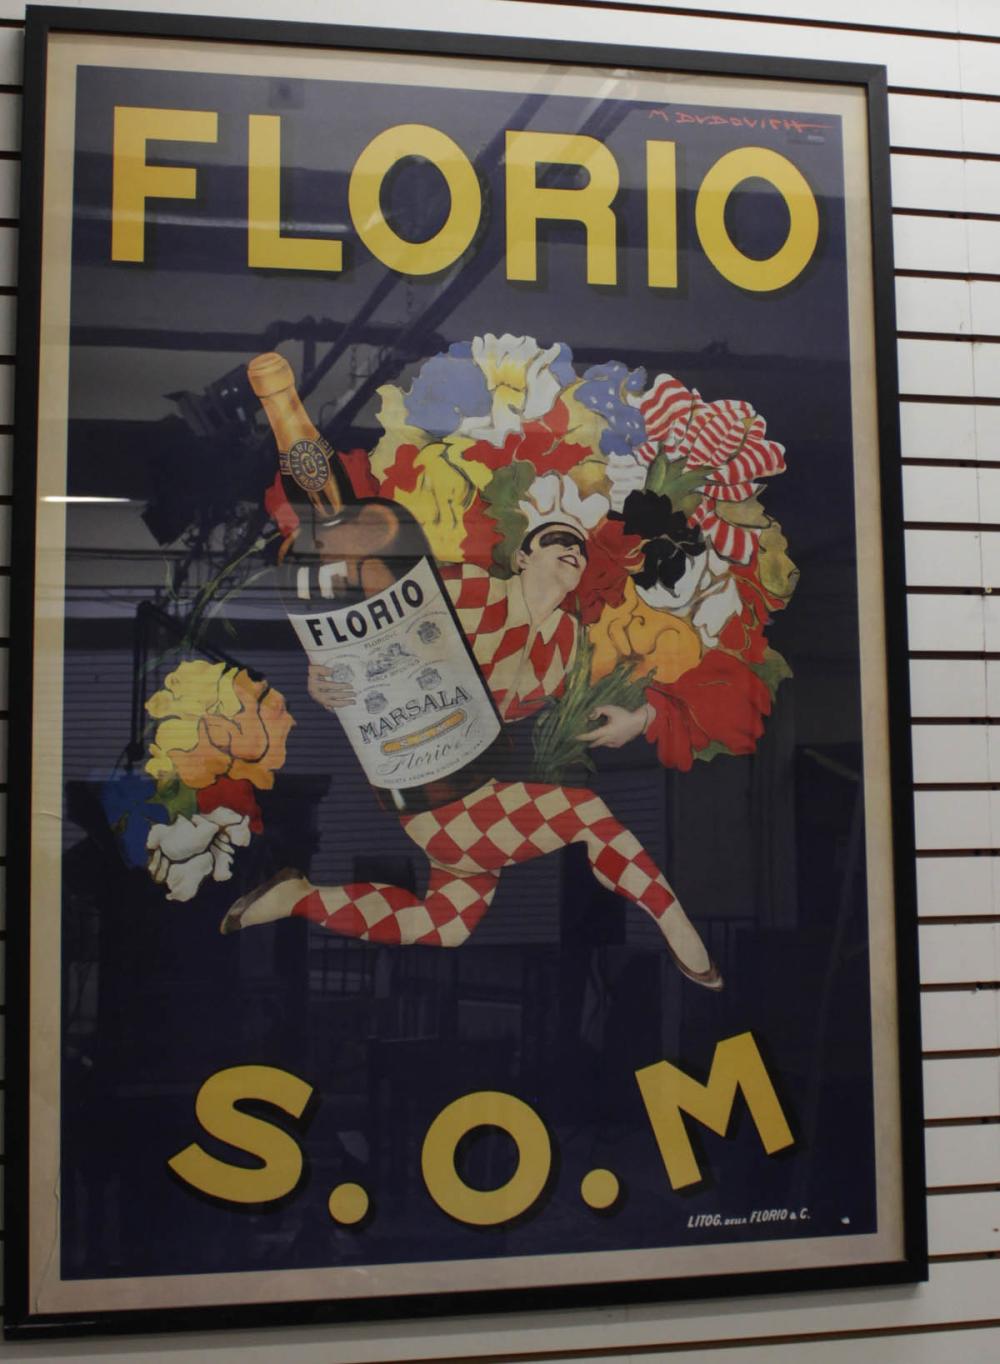 M DUDOVICH
FLORIO
FLORIO
MARSALA
Florio
S.O.M
LITOG. DELLA FLORIO & C.